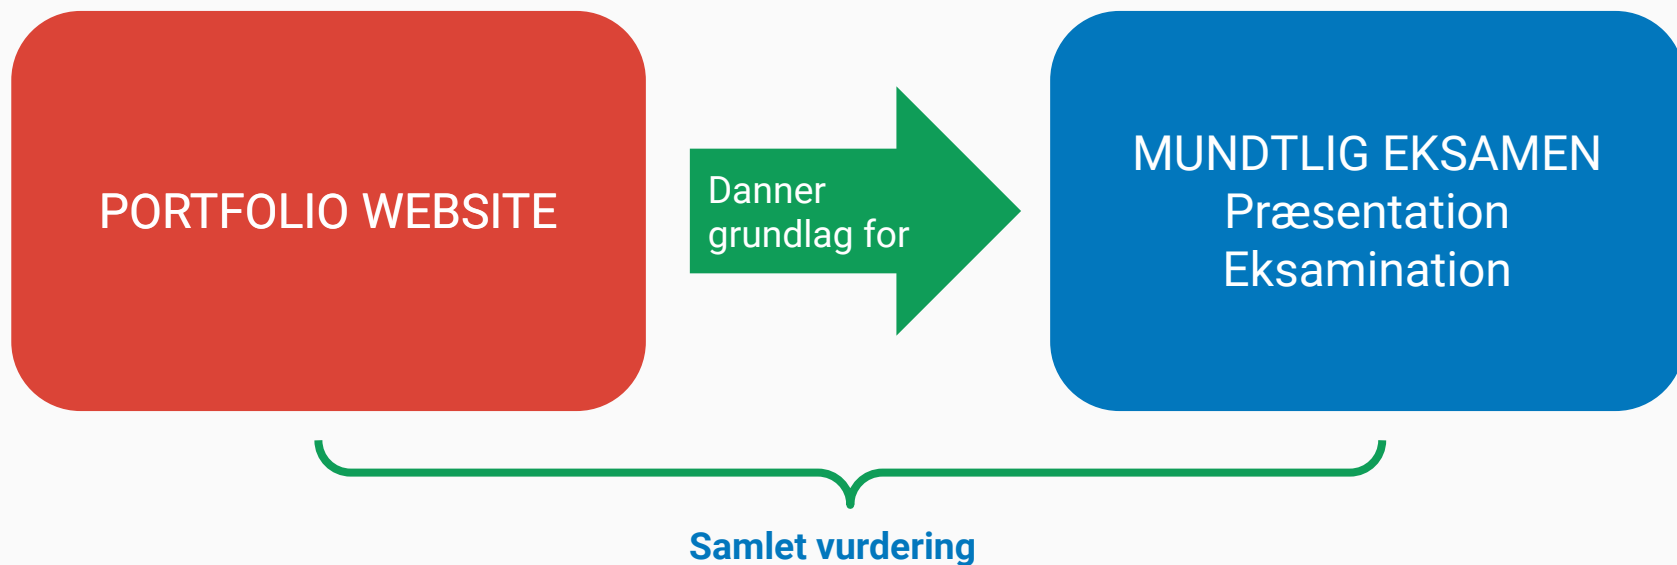 PORTFOLIO WEBSITE
Danner
grundlag for
MUNDTLIG EKSAMEN
Præsentation
Eksamination
Samlet vurdering